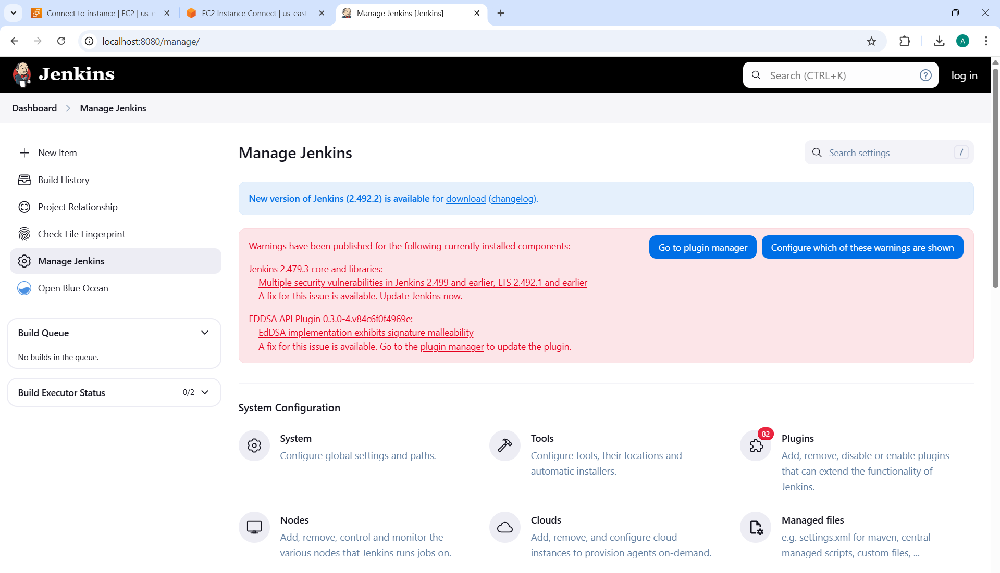 Connect to instance | EC2 | us-e
EC2 Instance Connect | us-east-
Manage Jenkins [Jenkins]
localhost:8080/manage/
A
Jenkins
Search (CTRL+K)
?
log in
Dashboard
Manage Jenkins
New Item
Build History
Project Relationship
Check File Fingerprint
Manage Jenkins
Open Blue Ocean
Build Queue
No builds in the queue.
Build Executor Status
0/2
Manage Jenkins
Search settings
/
New version of Jenkins (2.492.2) is available for download (changelog).
Warnings have been published for the following currently installed components:
Go to plugin manager
Configure which of these warnings are shown
Jenkins 2.479.3 core and libraries:
Multiple security vulnerabilities in Jenkins 2.499 and earlier, LTS 2.492.1 and earlier
A fix for this issue is available. Update Jenkins now.
EDDSA API Plugin 0.3.0-4.v84c6f0f4969e:
EdDSA implementation exhibits signature malleability
A fix for this issue is available. Go to the plugin manager to update the plugin.
System Configuration
System
Configure global settings and paths.
Tools
Configure tools, their locations and
automatic installers.
82
Plugins
Add, remove, disable or enable plugins
that can extend the functionality of
Jenkins.
Nodes
Add, remove, control and monitor the
various nodes that Jenkins runs jobs on.
Clouds
Add, remove, and configure cloud
instances to provision agents on-demand.
Managed files
e.g. settings.xml for maven, central
managed scripts, custom files, ...